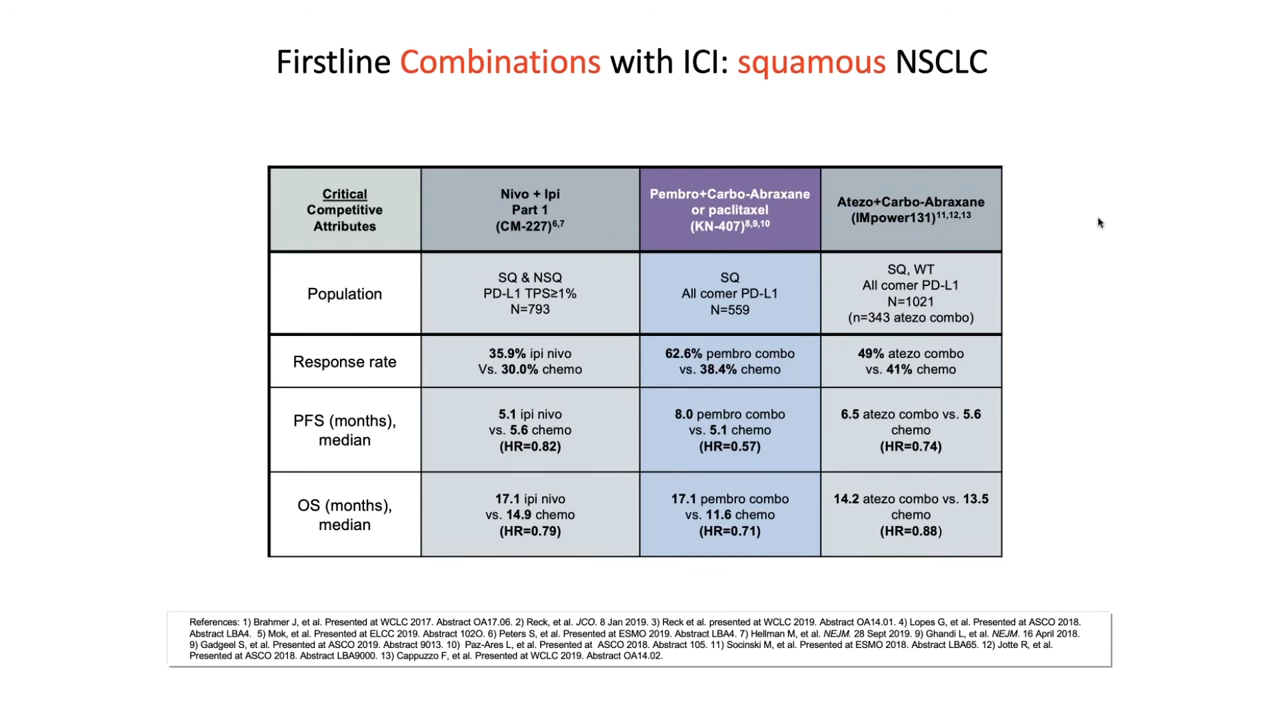 Firstline Combinations with ICI: squamous NSCLC
Critical
Competitive
Attributes
Nivo + Ipi
Part 1
(CM-227)6,7
Pembro+Carbo-Abraxane
or paclitaxel
(KN-407)8,9,10
Atezo+Carbo-Abraxane
(IMpower131)11,12,13
Population
SQ & NSQ
PD-L1 TPS≥1%
N=793
SQ
All comer PD-L1
N=559
SQ, WT
All comer PD-L1
N=1021
(n=343 atezo combo)
Response rate
35.9% ipi nivo
Vs. 30.0% chemo
62.6% pembro combo
vs. 38.4% chemo
49% atezo combo
vs. 41% chemo
PFS (months),
median
5.1 ipi nivo
vs. 5.6 chemo
(HR=0.82)
8.0 pembro combo
vs. 5.1 chemo
(HR=0.57)
6.5 atezo combo vs. 5.6
chemo
(HR=0.74)
OS (months),
median
17.1 ipi nivo
vs. 14.9 chemo
(HR=0.79)
17.1 pembro combo
vs. 11.6 chemo
(HR=0.71)
14.2 atezo combo vs. 13.5
chemo
(HR=0.88)
References: 1) Brahmer J, et al. Presented at WCLC 2017. Abstract OA17.06. 2) Reck, et al. JCO. 8 Jan 2019. 3) Reck et al. presented at WCLC 2019. Abstract OA14.01. 4) Lopes G, et al. Presented at ASCO 2018.
Abstract LBA4. 5) Mok, et al. Presented at ELCC 2019. Abstract 102O. 6) Peters S, et al. Presented at ESMO 2019. Abstract LBA4. 7) Hellman M, et al. NEJM. 28 Sept 2019. 9) Ghandi L, et al. NEJM. 16 April 2018.
9) Gadgeel S, et al. Presented at ASCO 2019. Abstract 9013. 10) Paz-Ares L, et al. Presented at ASCO 2018. Abstract 105. 11) Socinski M, et al. Presented at ESMO 2018. Abstract LBA65. 12) Jotte R, et al.
Presented at ASCO 2018. Abstract LBA9000. 13) Cappuzzo F, et al. Presented at WCLC 2019. Abstract OA14.02.